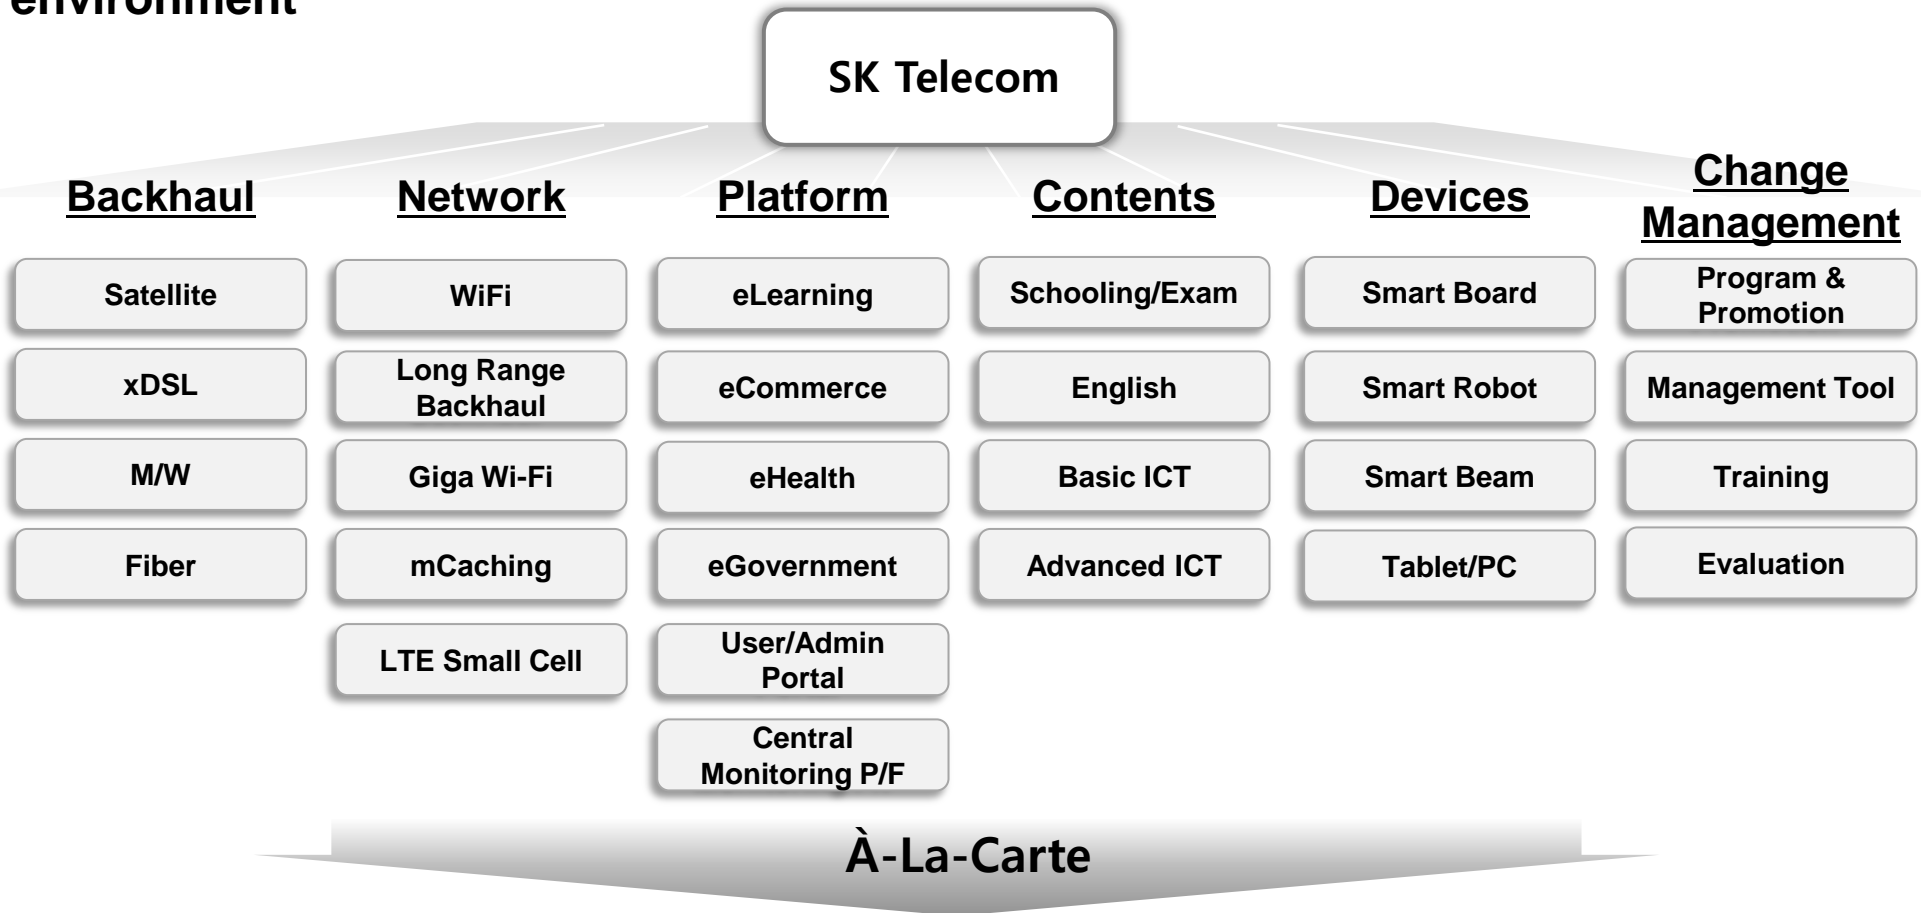 environment
SK Telecom
Backhaul
Network
Platform
Contents
Devices
Change
Management
Satellite
WiFi
eLearning
Schooling/Exam
Smart Board
Program &
Promotion
xDSL
Long Range
Backhaul
eCommerce
English
Smart Robot
Management Tool
M/W
Giga Wi-Fi
eHealth
Basic ICT
Smart Beam
Training
Fiber
mCaching
eGovernment
Advanced ICT
Tablet/PC
Evaluation
LTE Small Cell
User/Admin
Portal
Central
Monitoring P/F
À-La-Carte